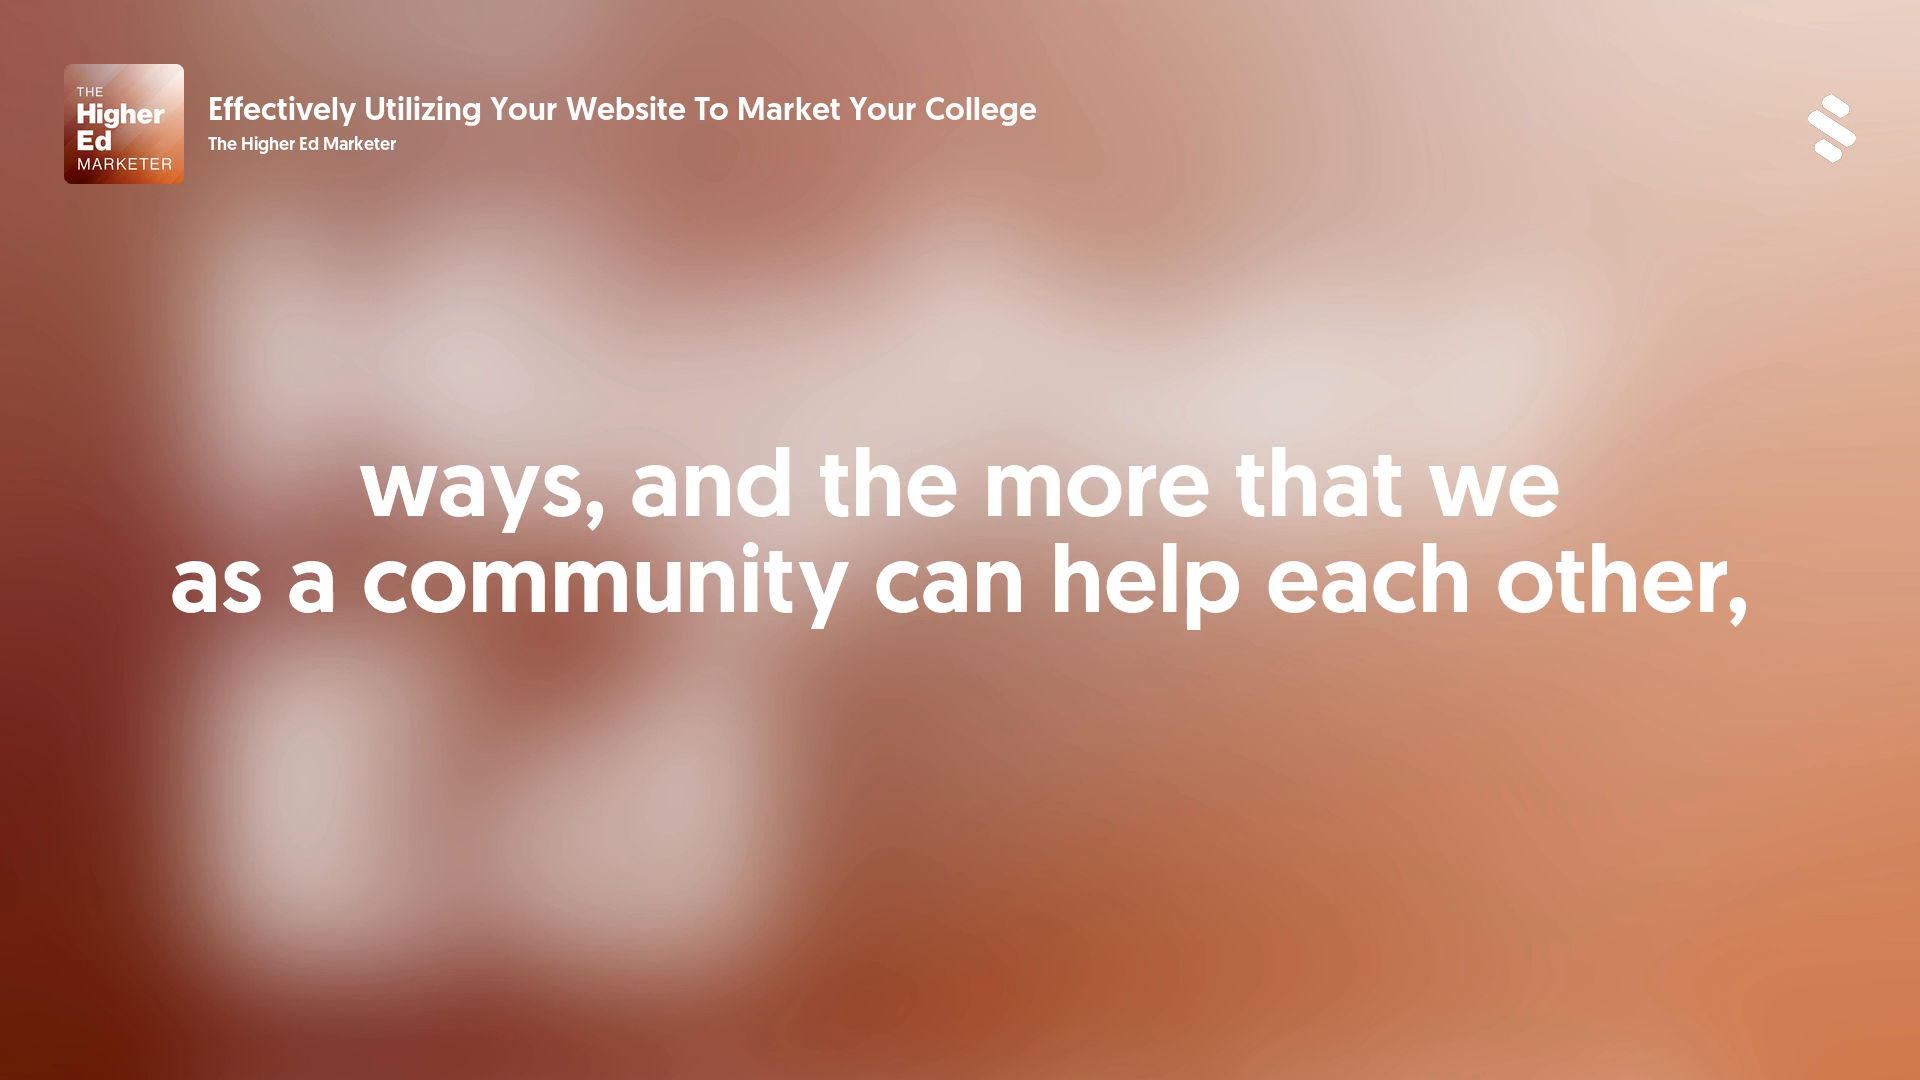 THE
Higher
Ed
MARKETER
Effectively Utilizing Your Website To Market Your College
The Higher Ed Marketer
ways, and the more that we
as a community can help each other,